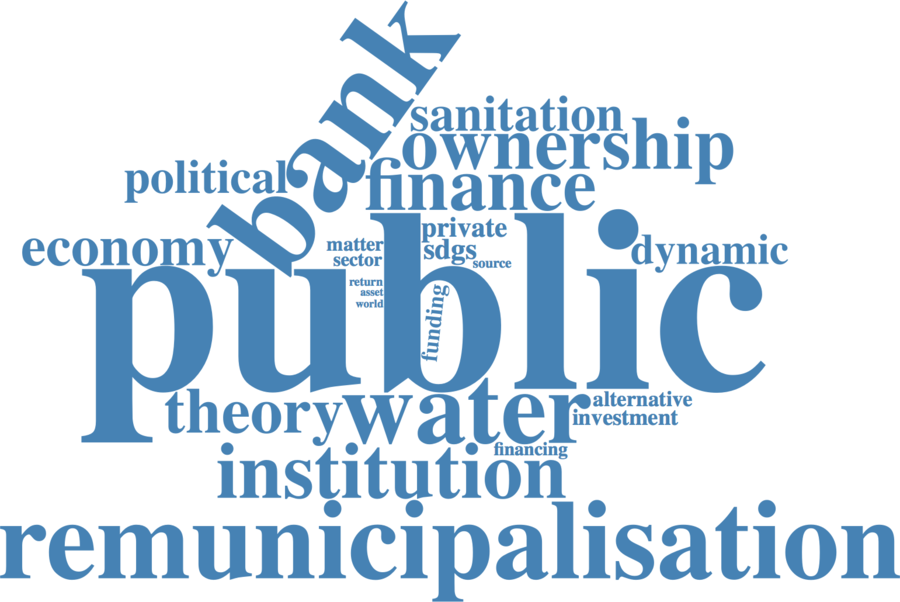 bank
sanitation
ownership
political
finance
economy
public
private
matter
sdgs
sector
source
dynamic
return
asset
world
funding
theory
water
alternative
investment
financing
institution
remunicipalisation